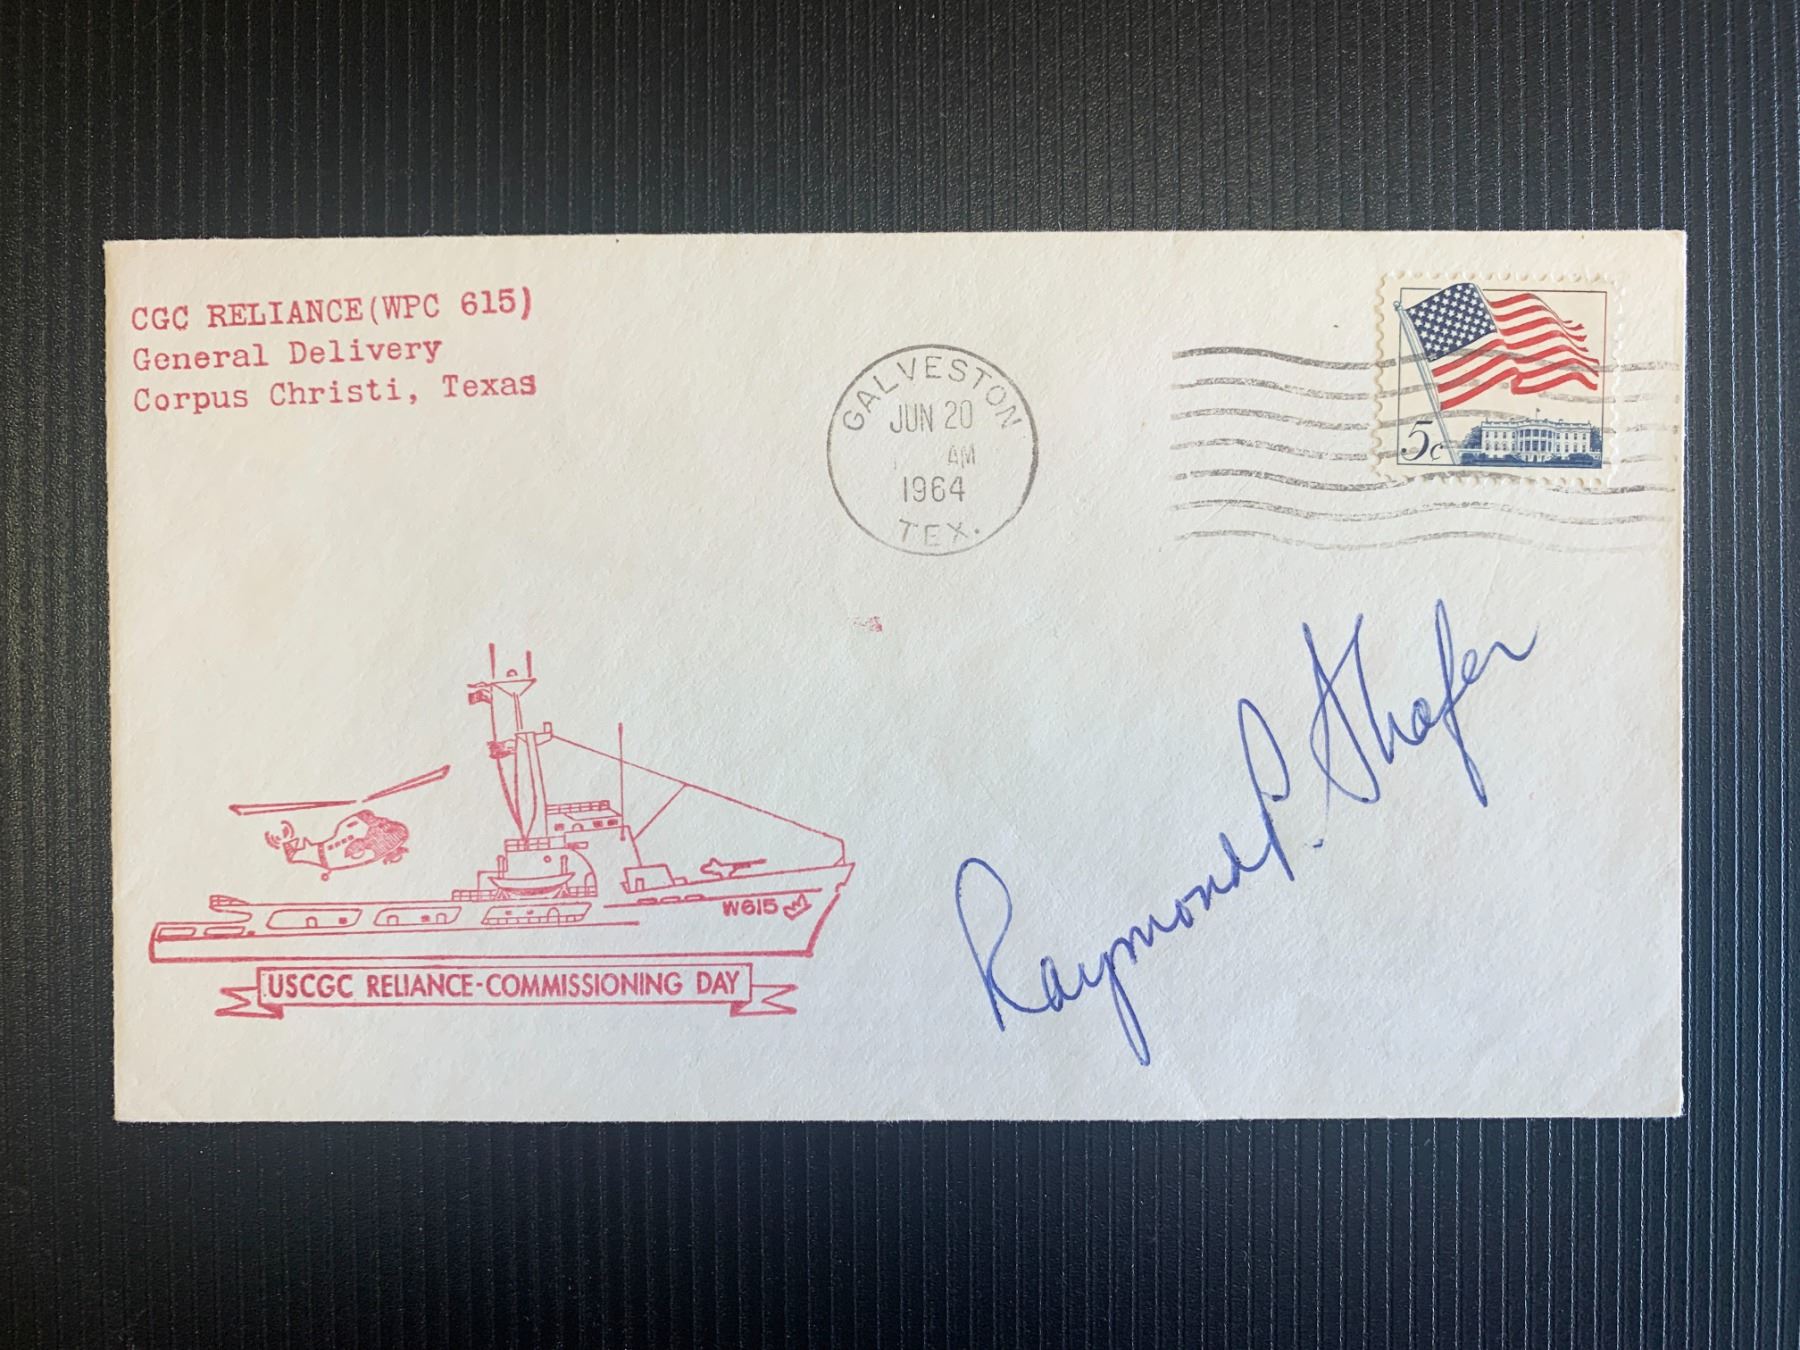 CGC RELIANCE(WPC 615)
General Delivery
Corpus Christi, Texas
GALVESTON
JUN 20
AM
1964
TEX.
5c
W615
USCGC RELIANCE-COMMISSIONING DAY
Raymond P. Shafer